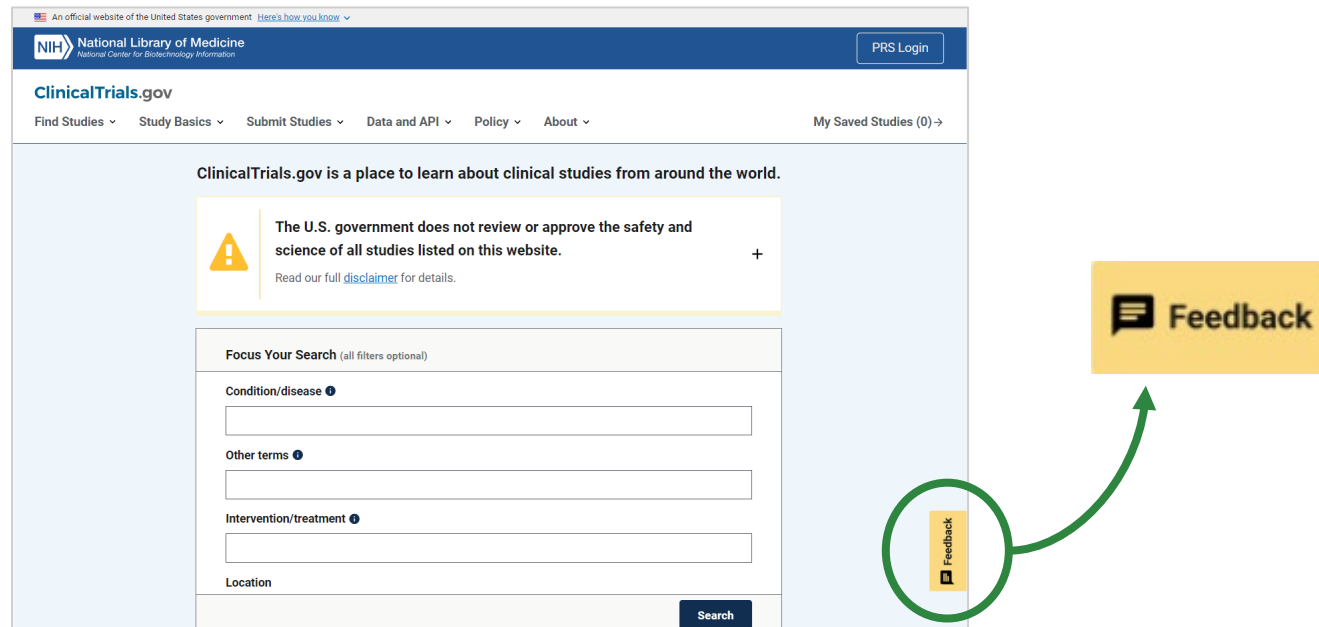 An official website of the United States government Here's how you know
NIH National Library of Medicine
National Center for Biotechnology Information
PRS Login
ClinicalTrials.gov
Find Studies Study Basics Submit Studies Data and API Policy About My Saved Studies (0)→
ClinicalTrials.gov is a place to learn about clinical studies from around the world.
The U.S. government does not review or approve the safety and
science of all studies listed on this website.
+
Read our full disclaimer for details.
Focus Your Search (all filters optional)
Condition/disease
Other terms
Intervention/treatment
Location
Search
Feedback
Feedback